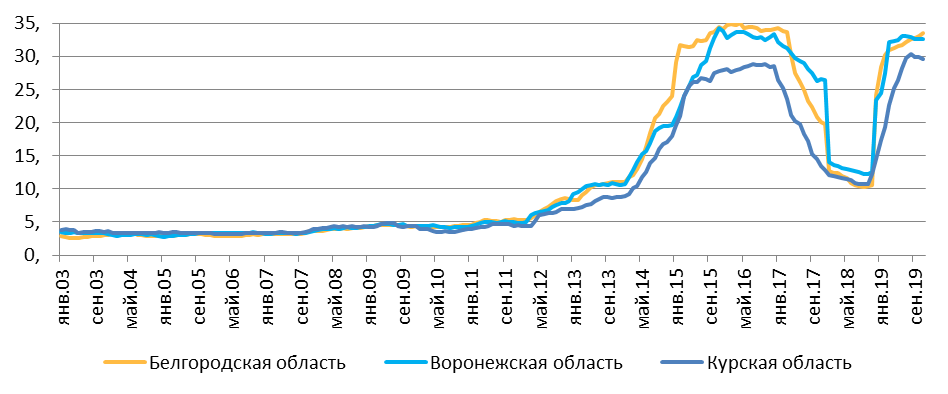 35,
30,
25,
20,
15,
10,
5,
0,
янв.03
сен.03
май.04
янв.05
сен.05
май.06
янв.07
сен.07
май.08
янв.09
сен.09
май.10
янв.11
сен.11
май.12
янв.13
сен.13
май.14
янв.15
сен.15
май.16
янв.17
сен.17
май.18
янв.19
сен.19
Белгородская область Воронежская область Курская область